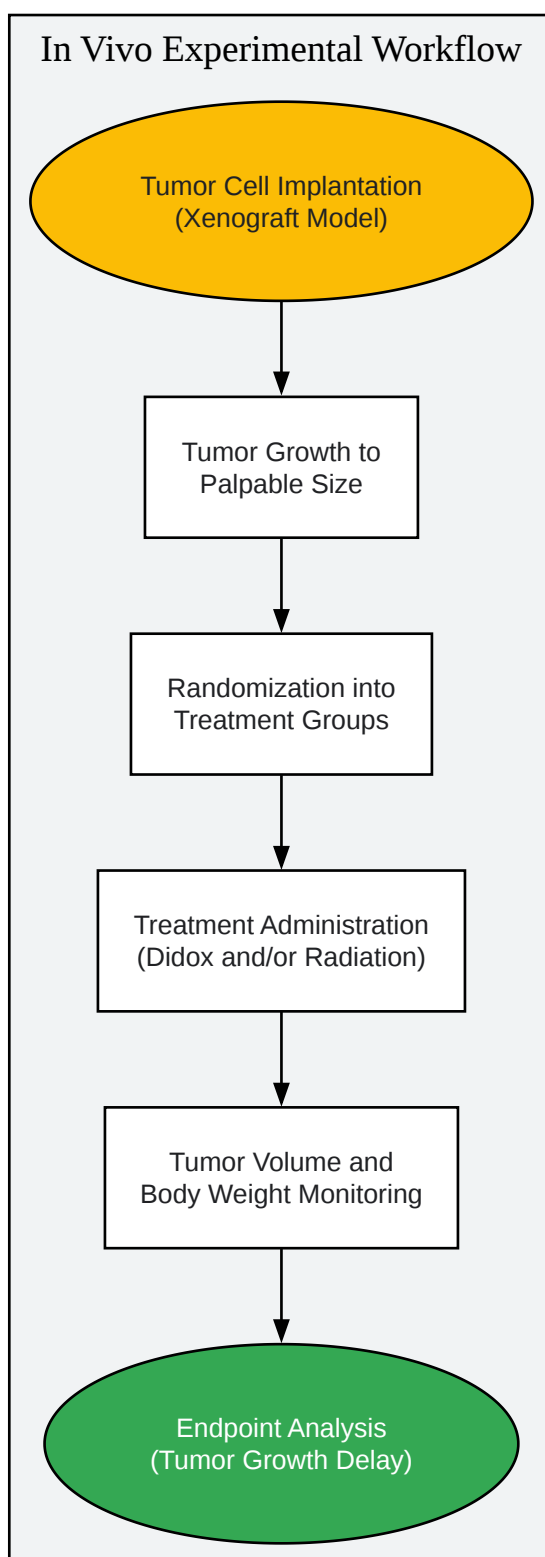 In Vivo Experimental Workflow
Tumor Cell Implantation
(Xenograft Model)
Tumor Growth to
Palpable Size
Randomization into
Treatment Groups
Treatment Administration
(Didox and/or Radiation)
Tumor Volume and
Body Weight Monitoring
Endpoint Analysis
(Tumor Growth Delay)